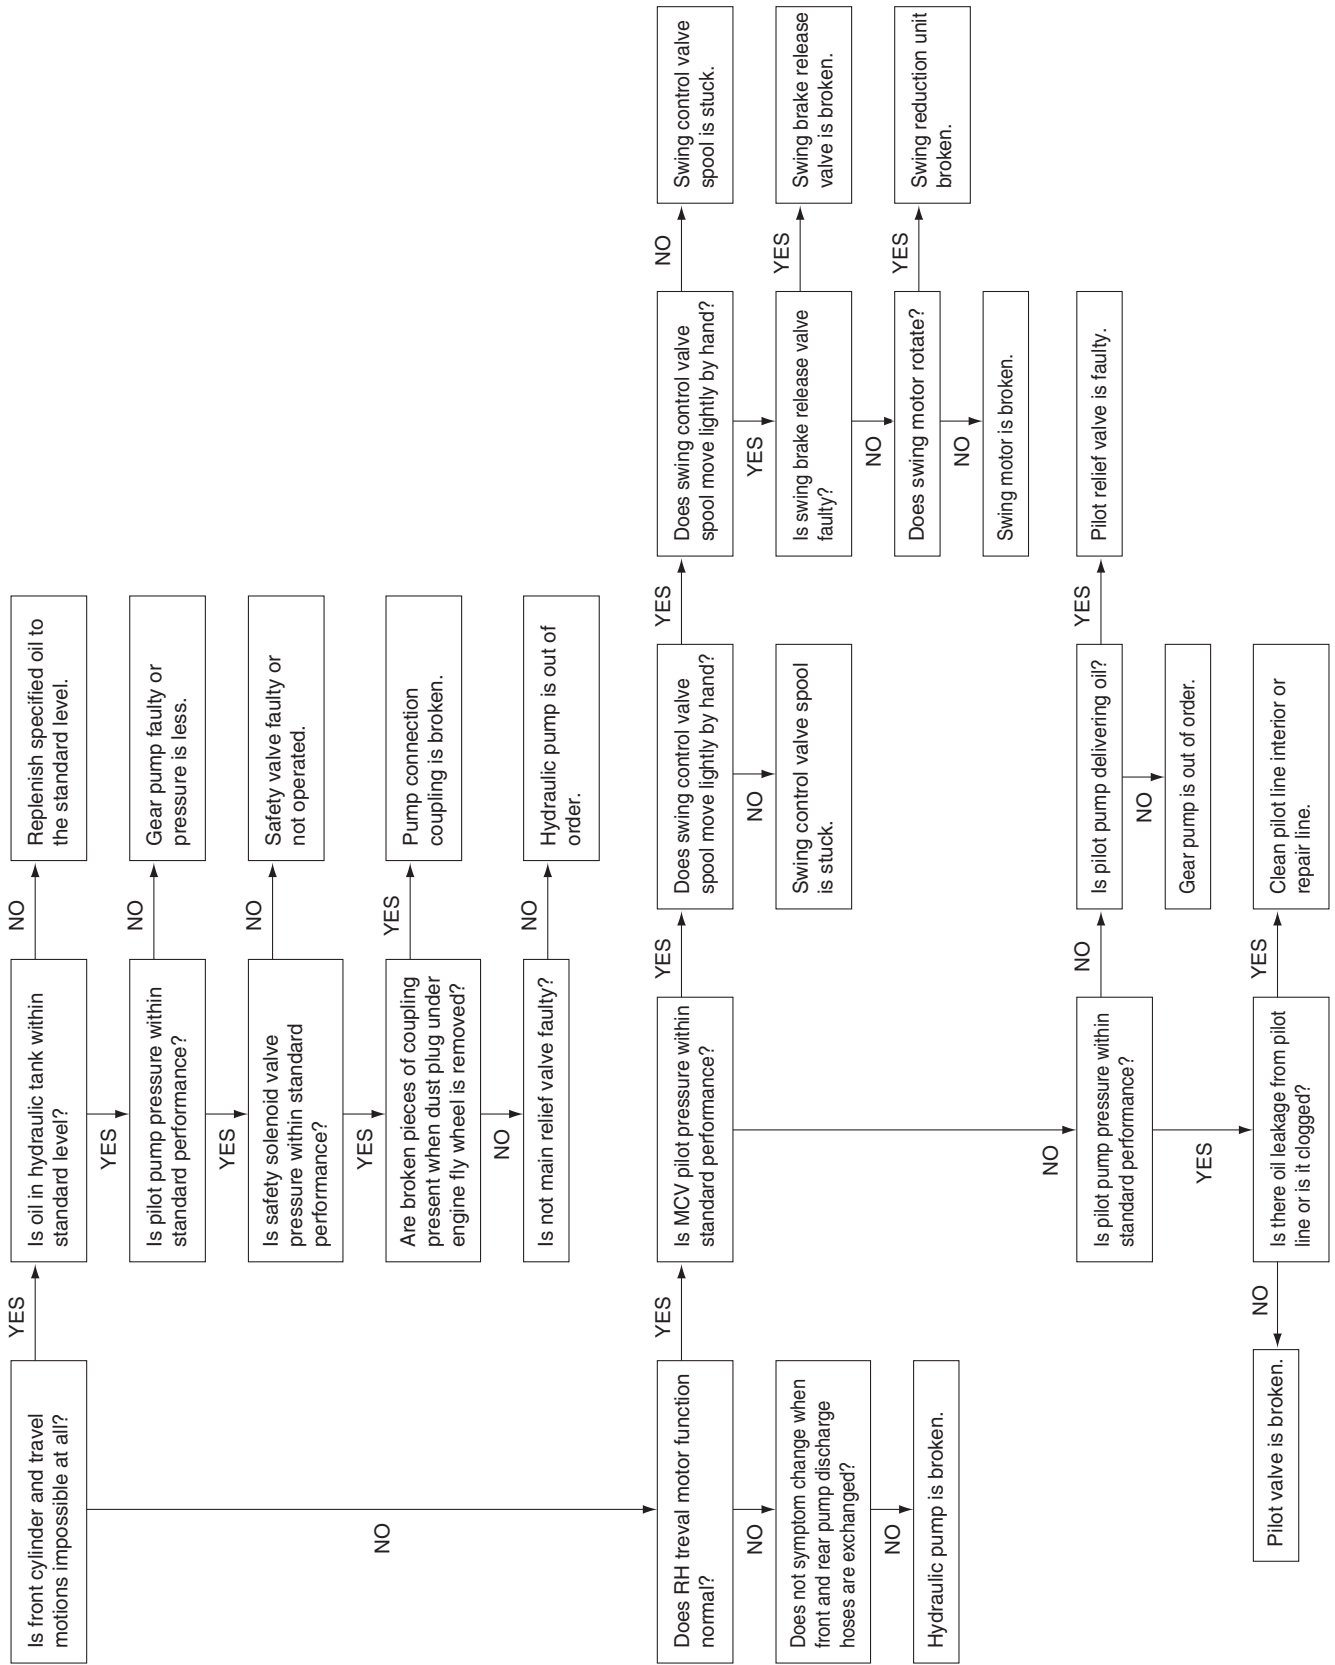 Is front cylinder and travel
motions impossible at all?
YES
Is oil in hydraulic tank within
standard level?
NO
Replenish specified oil to
the standard level.
YES
Is pilot pump pressure within
standard performance?
NO
Gear pump faulty or
pressure is less.
YES
Is safety solenoid valve
pressure within standard
performance?
NO
Safety valve faulty or
not operated.
YES
Are broken pieces of coupling
present when dust plug under
engine fly wheel is removed?
YES
Pump connection
coupling is broken.
NO
Is not main relief valve faulty?
NO
Hydraulic pump is out of
order.
NO
Does RH treval motor function
normal?
YES
Is MCV pilot pressure within
standard performance?
YES
Does swing control valve
spool move lightly by hand?
YES
Does swing control valve
spool move lightly by hand?
NO
Swing control valve
spool is stuck.
NO
Does not symptom change when
front and rear pump discharge
hoses are exchanged?
NO
Hydraulic pump is broken.
NO
Swing control valve spool
is stuck.
YES
Is swing brake release valve
faulty?
YES
Swing brake release
valve is broken.
NO
Does swing motor rotate?
YES
Swing reduction unit
broken.
NO
Swing motor is broken.
NO
Is pilot pump pressure within
standard performance?
NO
Is pilot pump delivering oil?
YES
Pilot relief valve is faulty.
NO
Gear pump is out of order.
YES
Is there oil leakage from pilot
line or is it clogged?
YES
Clean pilot line interior or
repair line.
NO
Pilot valve is broken.